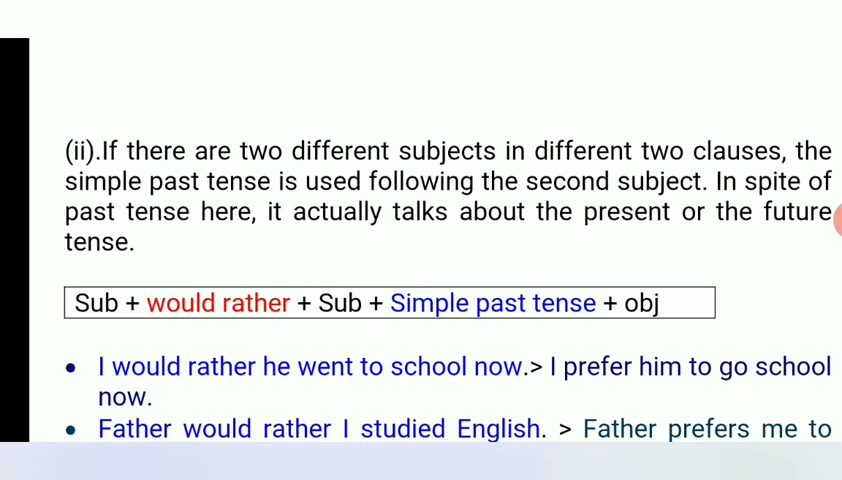 (ii).If there are two different subjects in different two clauses, the
simple past tense is used following the second subject. In spite of
past tense here, it actually talks about the present or the future
tense.
Sub + would rather + Sub + Simple past tense + obj
• I would rather he went to school now.> I prefer him to go school
now.
• Father would rather I studied English. > Father prefers me to